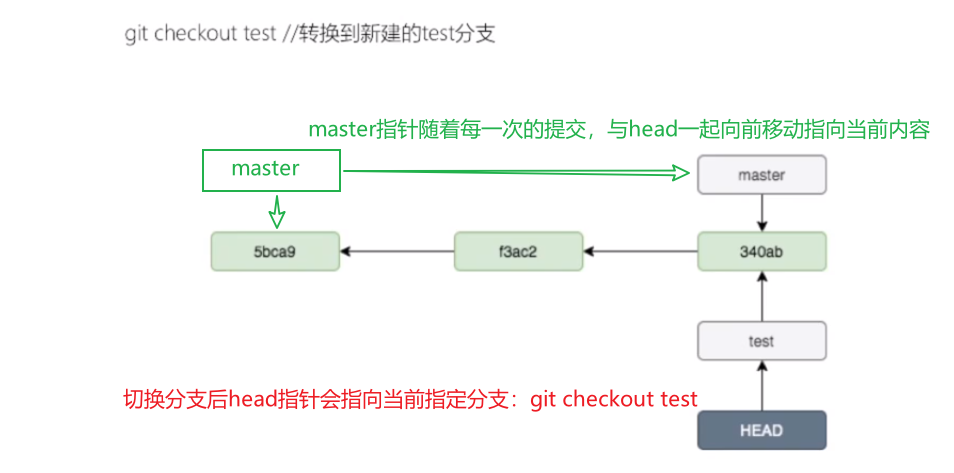 git checkout test //转换到新建的test分支
master指针随着每一次的提交，与head一起向前移动指向当前内容
master
master
5bca9
f3ac2
340ab
test
切换分支后head指针会指向当前指定分支：git checkout test
HEAD